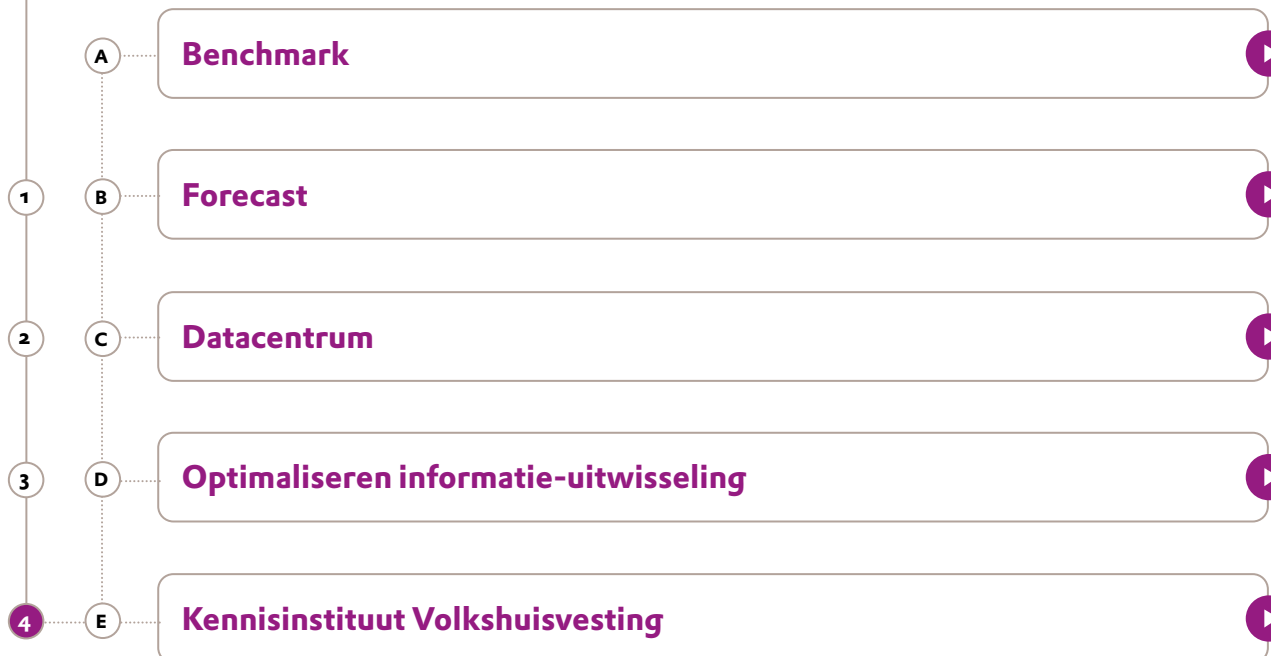 A Benchmark
1 B Forecast
2 C Datacentrum
3 D Optimaliseren informatie-uitwisseling
4 E Kennisinstituut Volkshuisvesting